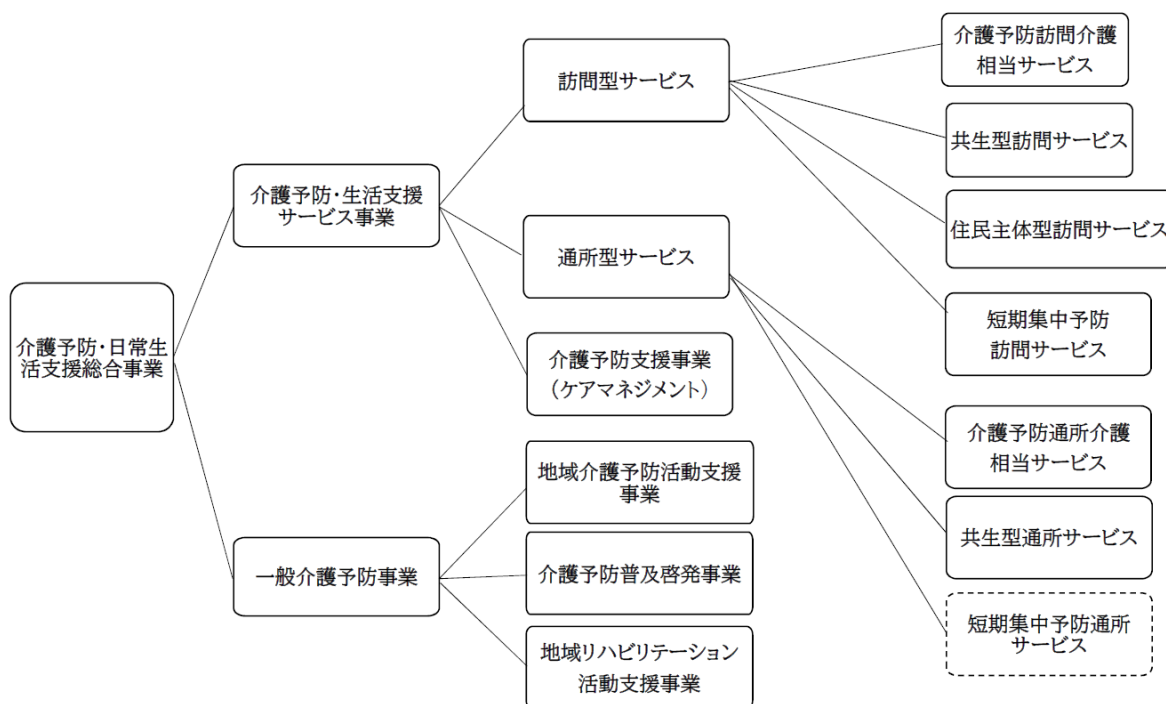 介護予防・日常生
活支援総合事業
介護予防・生活支援
サービス事業
一般介護予防事業
訪問型サービス
通所型サービス
介護予防支援事業
（ケアマネジメント）
地域介護予防活動支援
事業
介護予防普及啓発事業
地域リハビリテーション
活動支援事業
介護予防訪問介護
相当サービス
共生型訪問サービス
住民主体型訪問サービス
短期集中予防
訪問サービス
介護予防通所介護
相当サービス
共生型通所サービス
短期集中予防通所
サービス